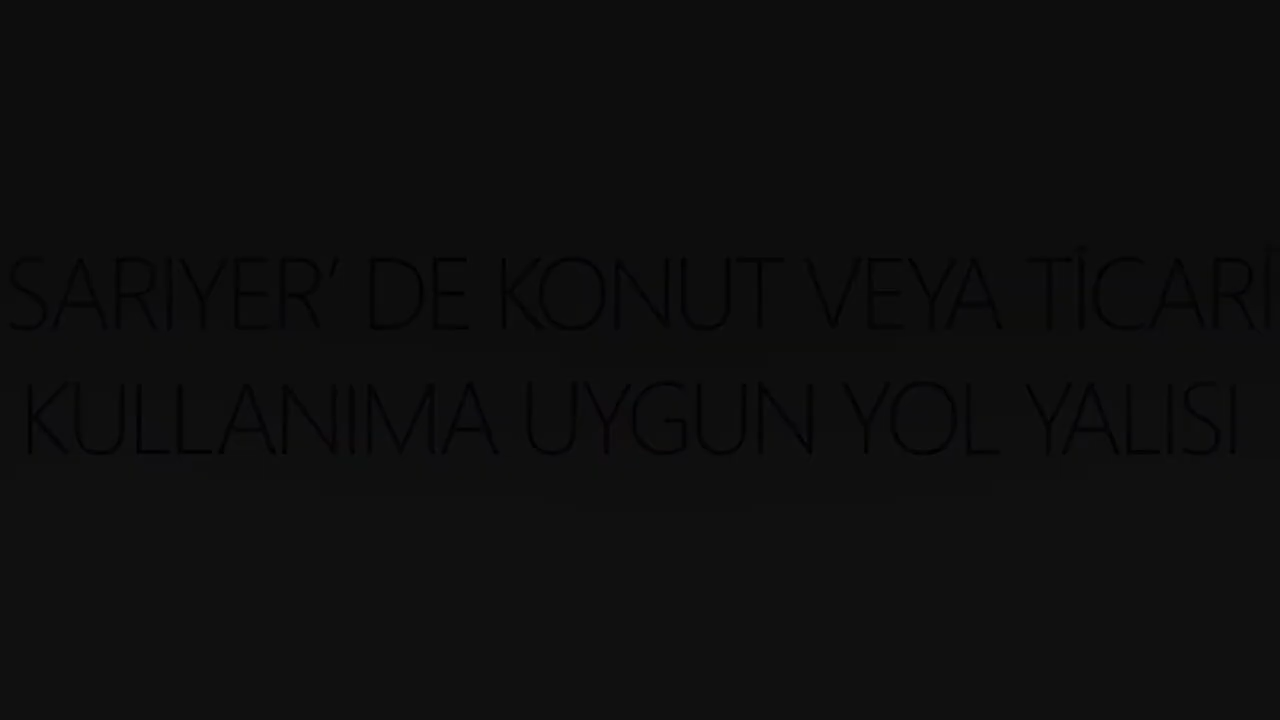 SARIYER’ DE KONUT VEYA TİCARİ
KULLANIMA UYGUN YOL YALISI